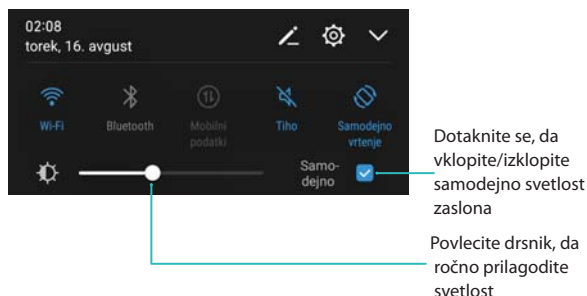 02:08
torek, 16. avgust
Wi-Fi
Bluetooth
Mobilni
podatki
Tiho
Samodejno
vrtenje
Samo-
dejno
Dotaknite se, da
vklopite/izklopite
samodejno svetlost
zaslona
Povlecite drsnik, da
ročno prilagodite
svetlost